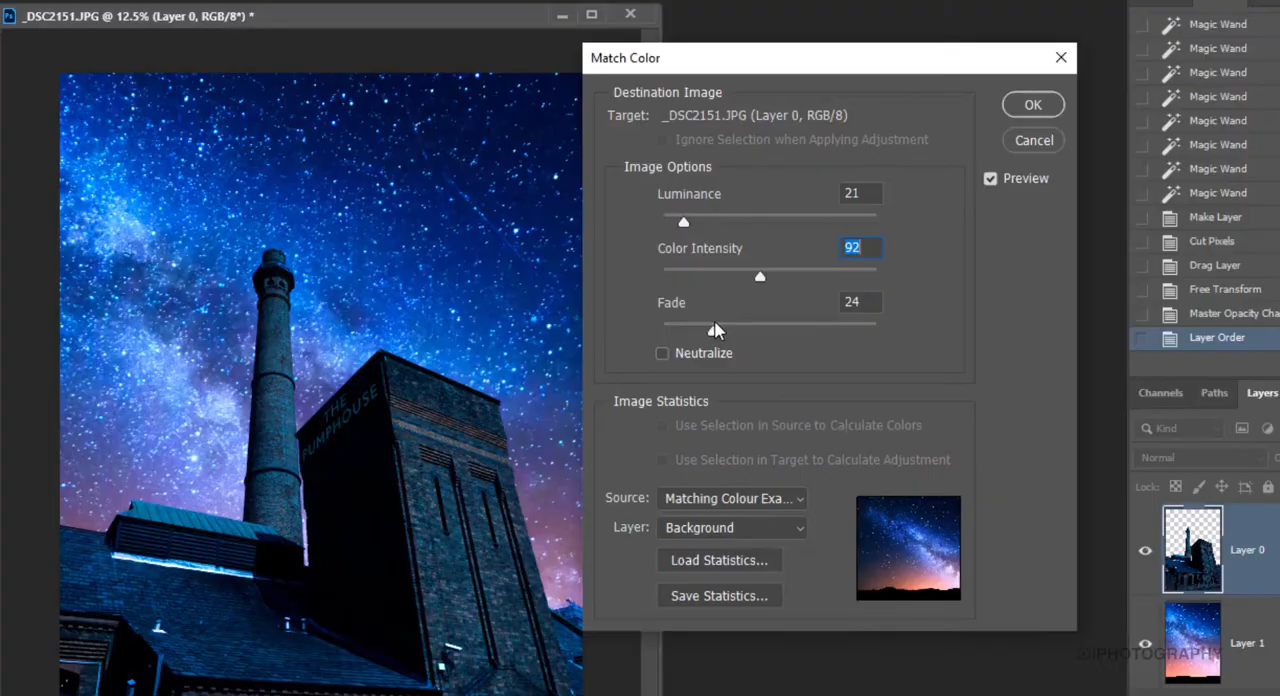 Ps _DSC2151.JPG @ 12.5% (Layer 0, RGB/8*) *
THE
PUMPHOUSE
Match Color
Destination Image
Target: _DSC2151.JPG (Layer 0, RGB/8)
Ignore Selection when Applying Adjustment
Image Options
Luminance 21
Color Intensity 92
Fade 24
Neutralize
Image Statistics
Use Selection in Source to Calculate Colors
Use Selection in Target to Calculate Adjustment
Source: Matching Colour Exa...
Layer: Background
Load Statistics...
Save Statistics...
OK
Cancel
Preview
Magic Wand
Magic Wand
Magic Wand
Magic Wand
Magic Wand
Magic Wand
Magic Wand
Magic Wand
Make Layer
Cut Pixels
Drag Layer
Free Transform
Master Opacity Cha
Layer Order
Channels Paths Layers
Kind
Normal
Lock:
Layer 0
Layer 1
iPHOTOGRAPHY